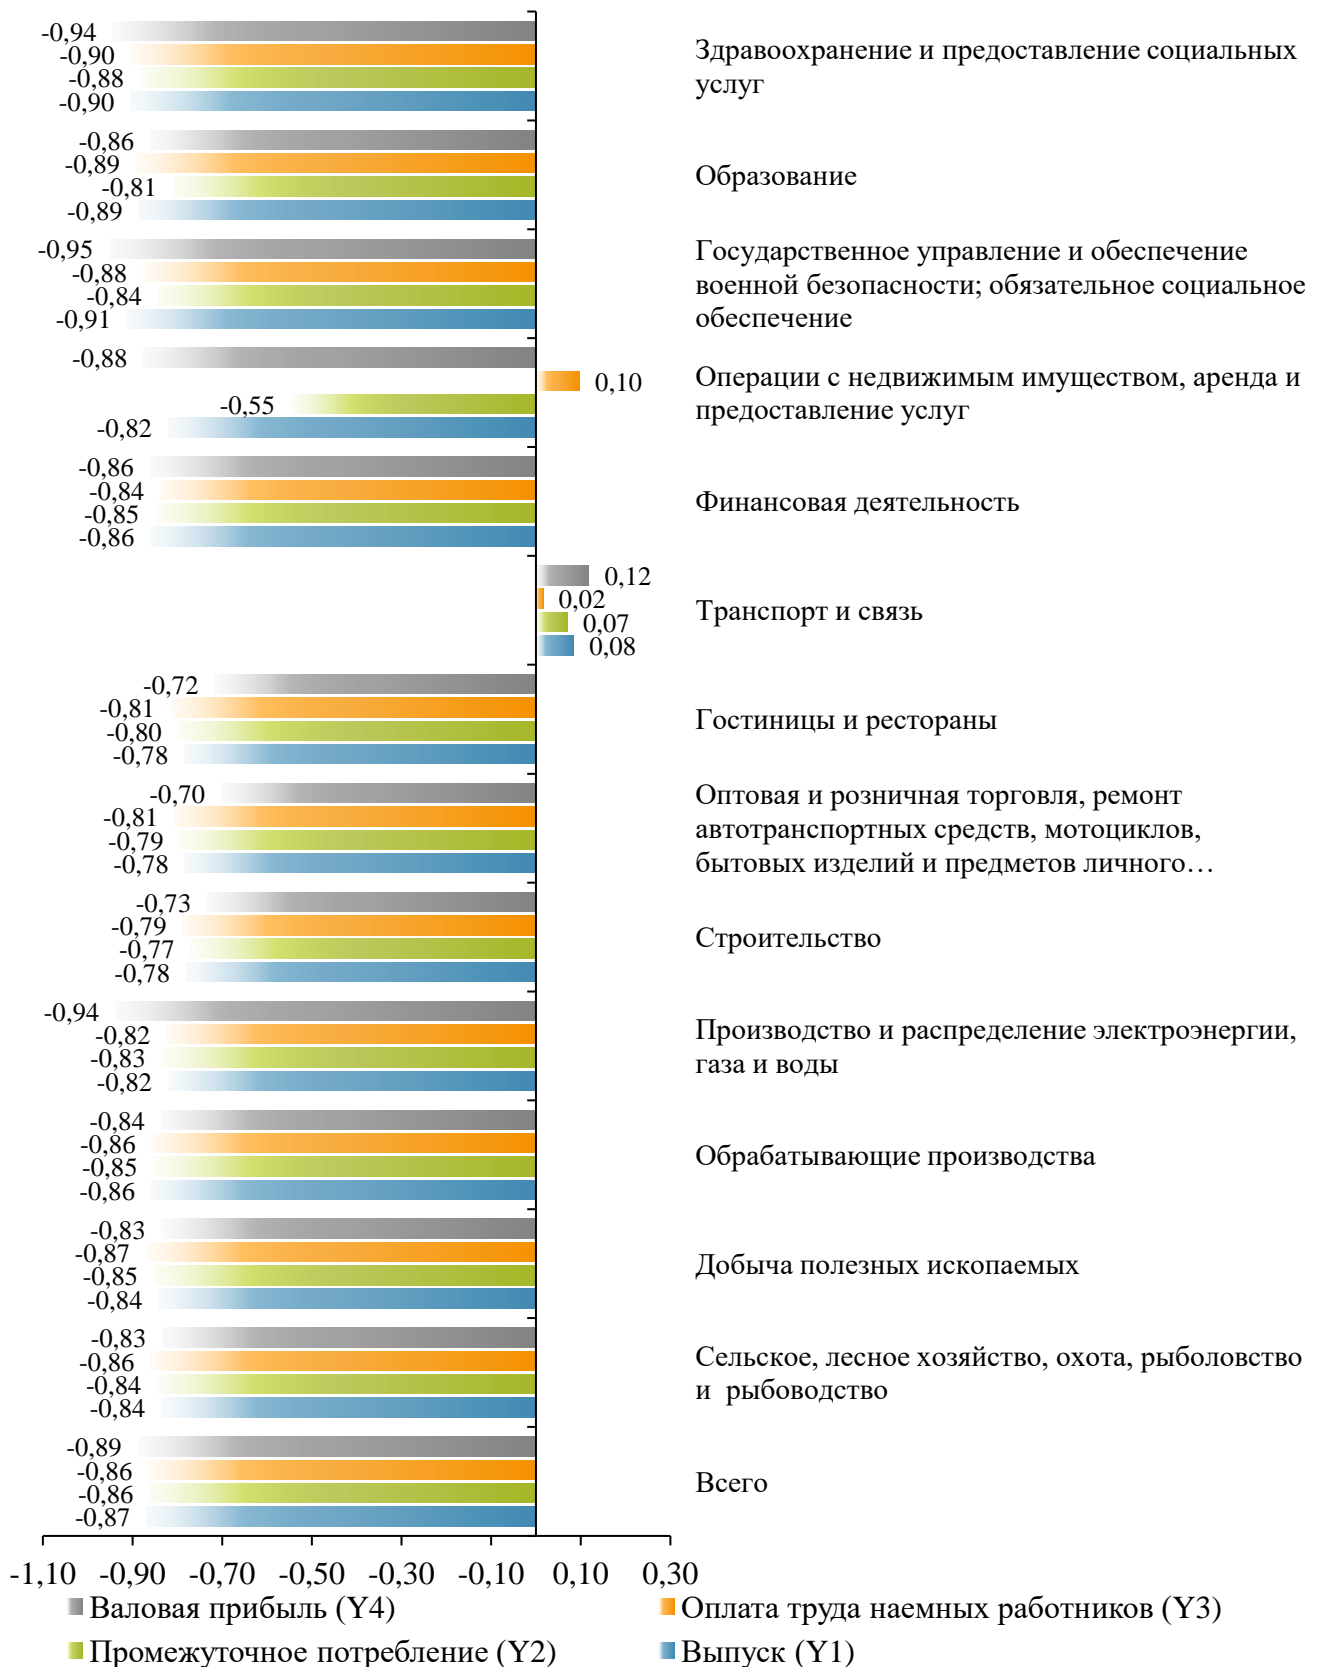 -0,94
-0,90
-0,88
-0,90
Здравоохранение и предоставление социальных
услуг
-0,86
-0,89
-0,81
-0,89
Образование
-0,95
-0,88
-0,84
-0,91
Государственное управление и обеспечение
военной безопасности; обязательное социальное
обеспечение
-0,88
0,10
-0,55
-0,82
Операции с недвижимым имуществом, аренда и
предоставление услуг
-0,86
-0,84
-0,85
-0,86
Финансовая деятельность
0,12
0,02
0,07
0,08
Транспорт и связь
-0,72
-0,81
-0,80
-0,78
Гостиницы и рестораны
-0,70
-0,81
-0,79
-0,78
Оптовая и розничная торговля, ремонт
автотранспортных средств, мотоциклов,
бытовых изделий и предметов личного…
-0,73
-0,79
-0,77
-0,78
Строительство
-0,94
-0,82
-0,83
-0,82
Производство и распределение электроэнергии,
газа и воды
-0,84
-0,86
-0,85
-0,86
Обрабатывающие производства
-0,83
-0,87
-0,85
-0,84
Добыча полезных ископаемых
-0,83
-0,86
-0,84
-0,84
Сельское, лесное хозяйство, охота, рыболовство
и рыбоводство
-0,89
-0,86
-0,86
-0,87
Всего
-1,10 -0,90 -0,70 -0,50 -0,30 -0,10 0,10 0,30
Валовая прибыль (Y4) Оплата труда наемных работников (Y3)
Промежуточное потребление (Y2) Выпуск (Y1)